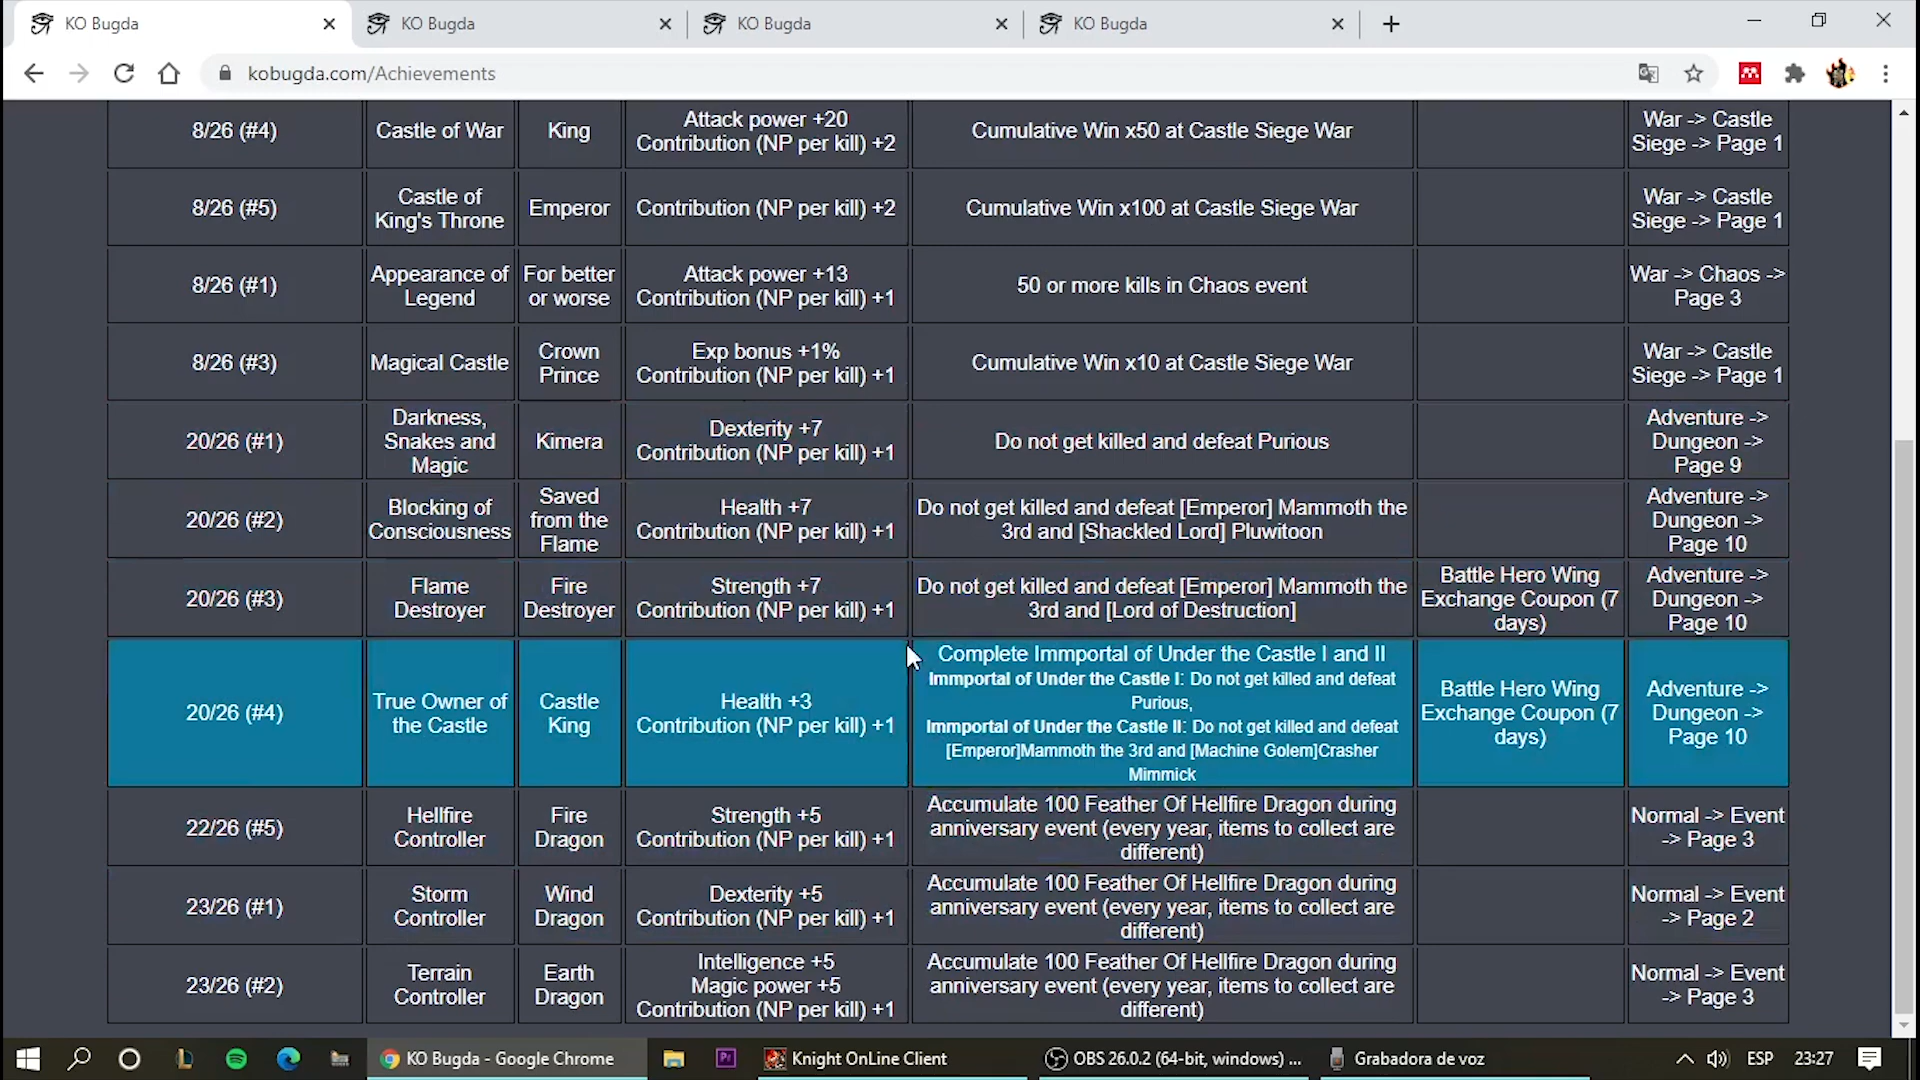 KO Bugda
KO Bugda
KO Bugda
KO Bugda
kobugda.com/Achievements
8/26 (#4)
Castle of War
King
Attack power +20
Contribution (NP per kill) +2
Cumulative Win x50 at Castle Siege War
War -> Castle
Siege -> Page 1
8/26 (#5)
Castle of
King's Throne
Emperor
Contribution (NP per kill) +2
Cumulative Win x100 at Castle Siege War
War -> Castle
Siege -> Page 1
8/26 (#1)
Appearance of
Legend
For better
or worse
Attack power +13
Contribution (NP per kill) +1
50 or more kills in Chaos event
War -> Chaos ->
Page 3
8/26 (#3)
Magical Castle
Crown
Prince
Exp bonus +1%
Contribution (NP per kill) +1
Cumulative Win x10 at Castle Siege War
War -> Castle
Siege -> Page 1
20/26 (#1)
Darkness,
Snakes and
Magic
Kimera
Dexterity +7
Contribution (NP per kill) +1
Do not get killed and defeat Purious
Adventure ->
Dungeon ->
Page 9
20/26 (#2)
Blocking of
Consciousness
Saved
from the
Flame
Health +7
Contribution (NP per kill) +1
Do not get killed and defeat [Emperor] Mammoth the
3rd and [Shackled Lord] Pluwitoon
Adventure ->
Dungeon ->
Page 10
20/26 (#3)
Flame
Destroyer
Fire
Destroyer
Strength +7
Contribution (NP per kill) +1
Do not get killed and defeat [Emperor] Mammoth the
3rd and [Lord of Destruction]
Battle Hero Wing
Exchange Coupon (7
days)
Adventure ->
Dungeon ->
Page 10
20/26 (#4)
True Owner of
the Castle
Castle
King
Health +3
Contribution (NP per kill) +1
Complete Immportal of Under the Castle I and II
Immportal of Under the Castle I: Do not get killed and defeat
Purious,
Immportal of Under the Castle II: Do not get killed and defeat
[Emperor]Mammoth the 3rd and [Machine Golem]Crasher
Mimmick
Battle Hero Wing
Exchange Coupon (7
days)
Adventure ->
Dungeon ->
Page 10
22/26 (#5)
Hellfire
Controller
Fire
Dragon
Strength +5
Contribution (NP per kill) +1
Accumulate 100 Feather Of Hellfire Dragon during
anniversary event (every year, items to collect are
different)
Normal -> Event
-> Page 3
23/26 (#1)
Storm
Controller
Wind
Dragon
Dexterity +5
Contribution (NP per kill) +1
Accumulate 100 Feather Of Hellfire Dragon during
anniversary event (every year, items to collect are
different)
Normal -> Event
-> Page 2
23/26 (#2)
Terrain
Controller
Earth
Dragon
Intelligence +5
Magic power +5
Contribution (NP per kill) +1
Accumulate 100 Feather Of Hellfire Dragon during
anniversary event (every year, items to collect are
different)
Normal -> Event
-> Page 3
KO Bugda - Google Chrome
Pr
Knight OnLine Client
OBS 26.0.2 (64-bit, windows) ...
Grabadora de voz
ESP
23:27